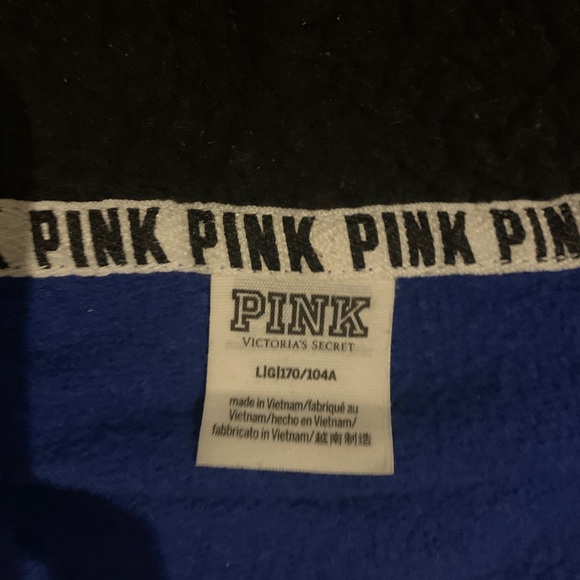 PINK PINK PINK PIN
PINK
VICTORIA'S SECRET
L|G|170/104A
made in Vietnam/fabriqué au
Vietnam/hecho en Vietnam/
fabbricato in Vietnam/越南制造